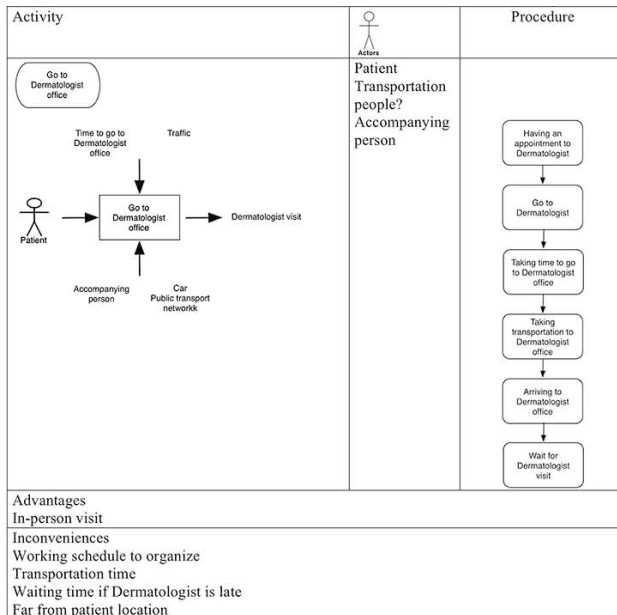 Activity
Actors
Procedure
Go to
Dermatologist
office
Time to go to
Dermatologist
office
Traffic
Patient
Go to
Dermatologist
office
Dermatologist visit
Accompanying
person
Car
Public transport
networkk
Patient
Transportation
people?
Accompanying
person
Having an
appointment to
Dermatologist
Go to
Dermatologist
Taking time to go
to Dermatologist
office
Taking
transportation to
Dermatologist
office
Arriving to
Dermatologist
office
Wait for
Dermatologist
visit
Advantages
In-person visit
Inconveniences
Working schedule to organize
Transportation time
Waiting time if Dermatologist is late
Far from patient location